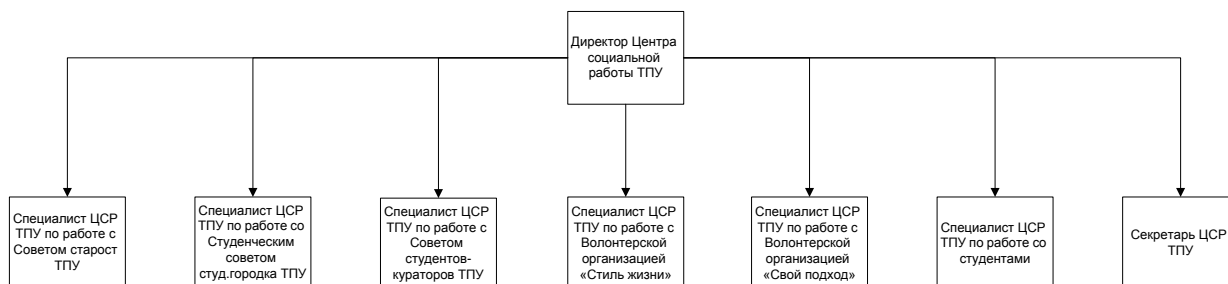 Директор Центра
социальной
работы ТПУ
Специалист ЦСР
ТПУ по работе с
Советом старост
ТПУ
Специалист ЦСР
ТПУ по работе со
Студенческим
советом
студ.городка ТПУ
Специалист ЦСР
ТПУ по работе с
Советом
студентов-
кураторов ТПУ
Специалист ЦСР
ТПУ по работе с
Волонтерской
организацией
«Стиль жизни»
Специалист ЦСР
ТПУ по работе с
Волонтерской
организацией
«Свой подход»
Специалист ЦСР
ТПУ по работе со
студентами
Секретарь ЦСР
ТПУ